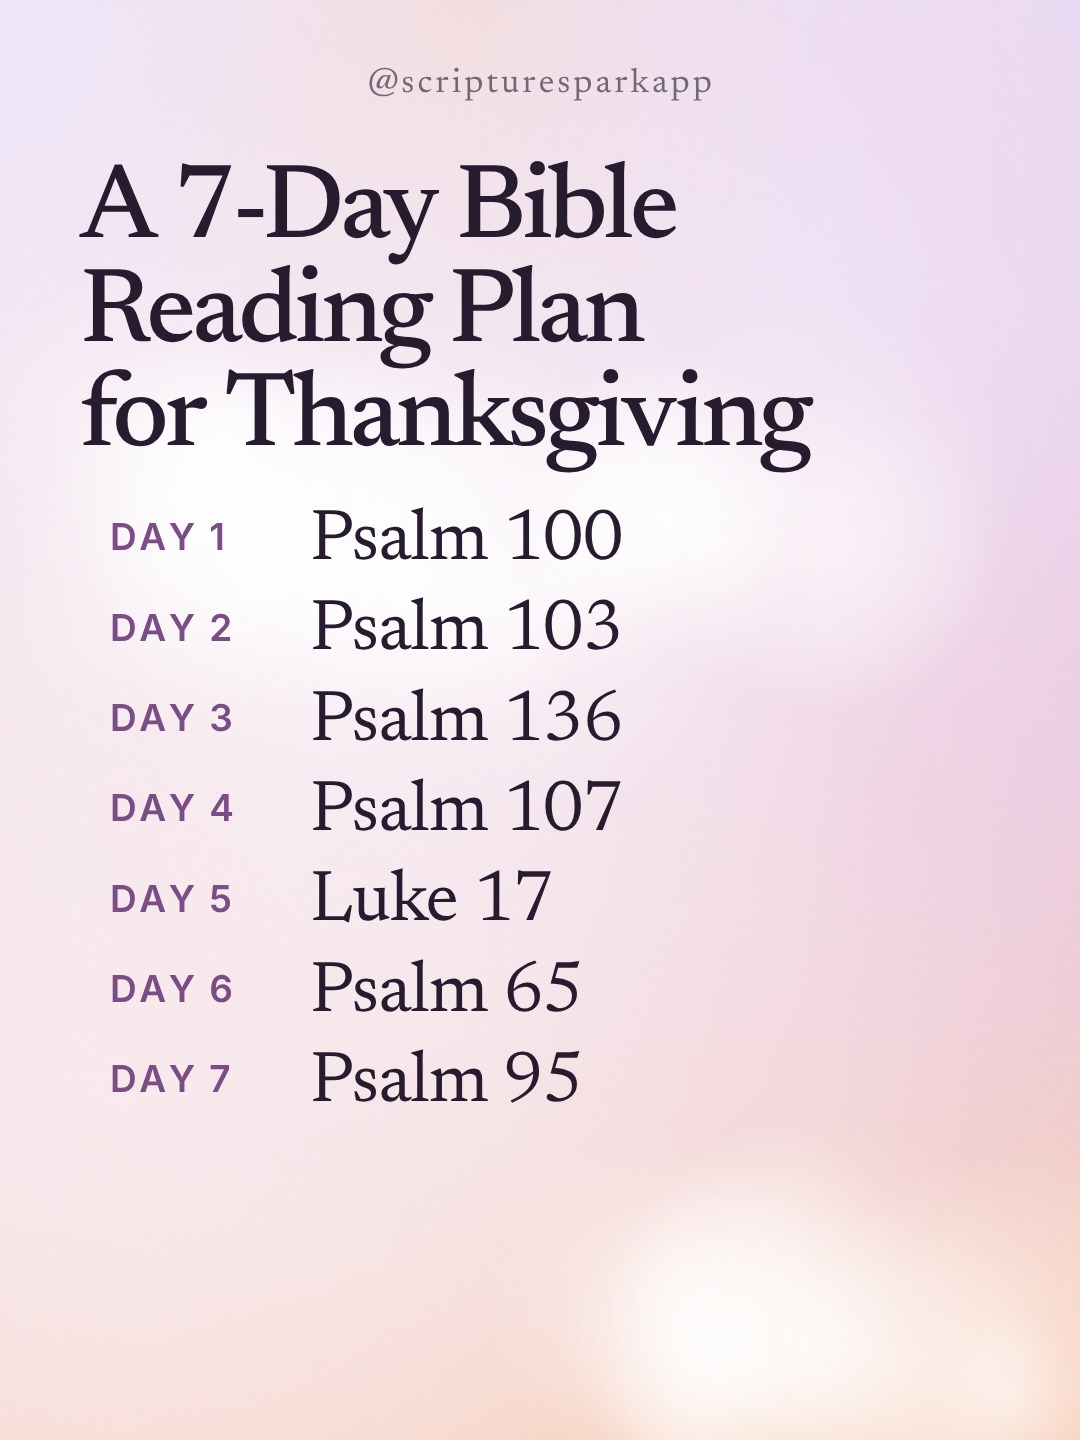 @scripturesparkapp
A 7-Day Bible
Reading Plan
for Thanksgiving
DAY 1 Psalm 100
DAY 2 Psalm 103
DAY 3 Psalm 136
DAY 4 Psalm 107
DAY 5 Luke 17
DAY 6 Psalm 65
DAY 7 Psalm 95